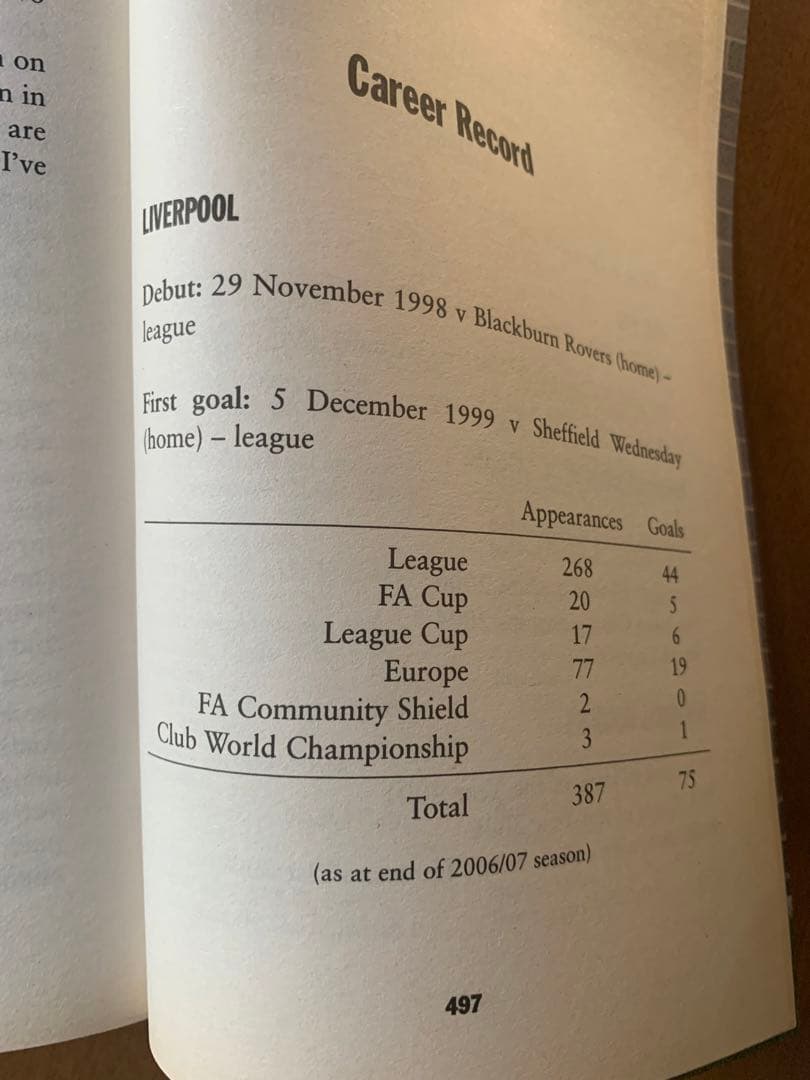 on
in
are
I've
Career Record
LIVERPOOL
Debut: 29 November 1998 v Blackburn Rovers (home) –
league
First goal: 5 December 1999 v Sheffield Wednesday
(home) – league
Appearances Goals
League 268 44
FA Cup 20 5
League Cup 17 6
Europe 77 19
FA Community Shield 2 0
Club World Championship 3 1
Total 387 75
(as at end of 2006/07 season)
497